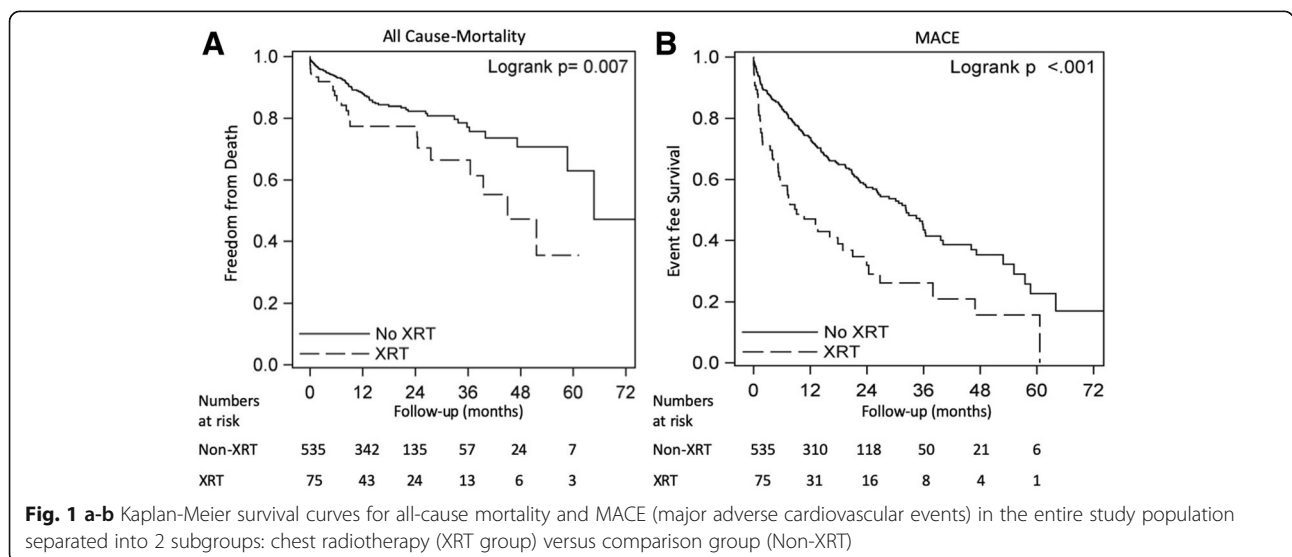 A
All Cause-Mortality
Logrank p= 0.007
Freedom from Death
1.0
0.8
0.6
0.4
0.2
0.0
No XRT
XRT
0 12 24 36 48 60 72
Follow-up (months)
Numbers
at risk
Non-XRT 535 342 135 57 24 7
XRT 75 43 24 13 6 3
B
MACE
Logrank p <.001
Event fee Survival
1.0
0.8
0.6
0.4
0.2
0.0
No XRT
XRT
0 12 24 36 48 60 72
Follow-up (months)
Numbers
at risk
Non-XRT 535 310 118 50 21 6
XRT 75 31 16 8 4 1
Fig. 1 a-b Kaplan-Meier survival curves for all-cause mortality and MACE (major adverse cardiovascular events) in the entire study population
separated into 2 subgroups: chest radiotherapy (XRT group) versus comparison group (Non-XRT)